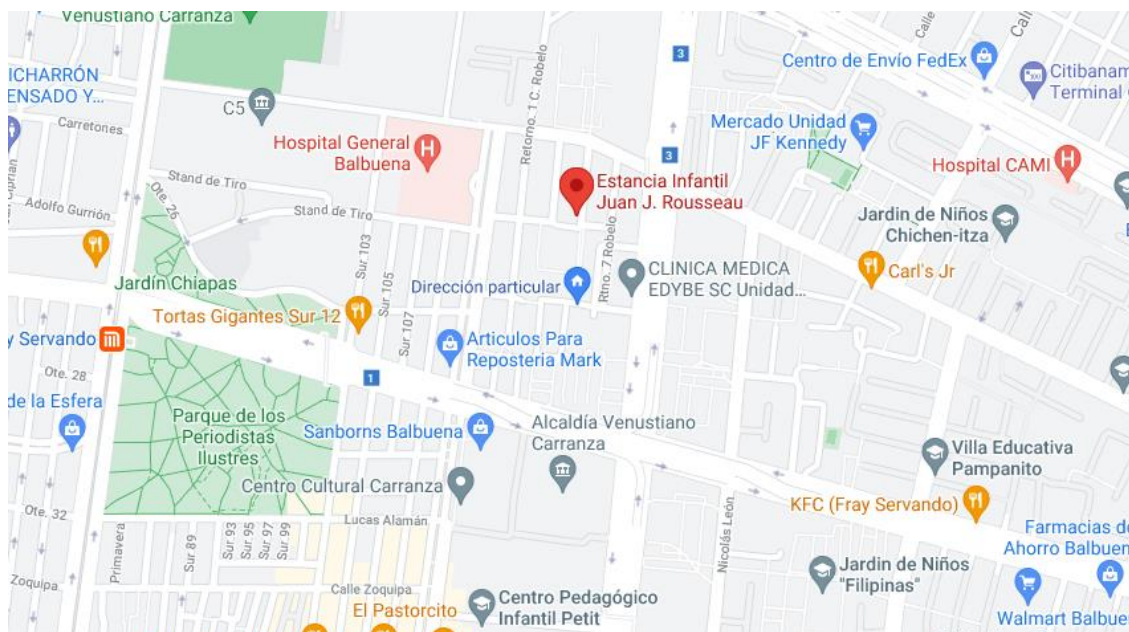 Venustiano Carranza
ICHARRÓN
ENSADO Y...
Carretones
C5
Hospital General
Balbuena
Retorno. 1 C. Robelo
3
Centro de Envío FedEx
Calle
Citibanam
Terminal
Mercado Unidad
JF Kennedy
3
Hospital CAMI
Stand de Tiro
Adolfo Gurrión
Ote. 26
Stand de Tiro
Estancia Infantil
Juan J. Rousseau
Jardin de Niños
Chichen-itza
Jardín Chiapas
Sur 103
Sur 105
Sur 107
Dirección particular
Rtno. 7 Robelo
CLINICA MEDICA
EDYBE SC Unidad...
Carl's Jr
Tortas Gigantes Sur 12
y Servando
Articulos Para
Reposteria Mark
Ote. 28
1
de la Esfera
Parque de los
Periodistas
Ilustres
Sanborns Balbuena
Alcaldía Venustiano
Carranza
Villa Educativa
Pampanito
Centro Cultural Carranza
KFC (Fray Servando)
Ote. 32
Lucas Alamán
Primavera
Sur 89
Sur 93
Sur 95
Sur 97
Sur 99
Nicolás León
Farmacias de
Ahorro Balbuen
Zoquipa
Calle Zoquipa
Jardin de Niños
"Filipinas"
El Pastorcito
Centro Pedagógico
Infantil Petit
Walmart Balbue